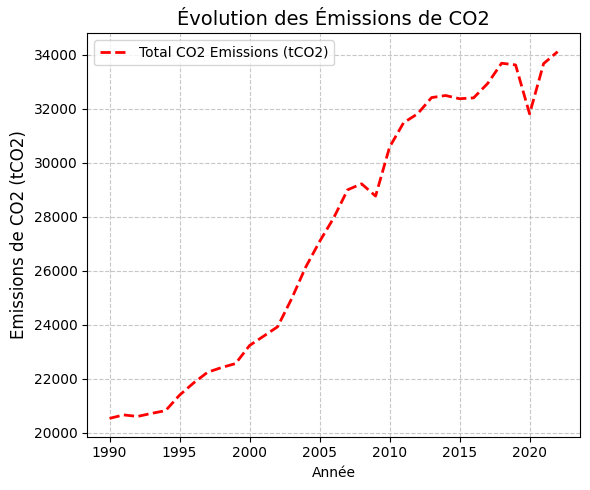 Évolution des Émissions de CO2
Total CO2 Emissions (tCO2)
Emissions de CO2 (tCO2)
34000
32000
30000
28000
26000
24000
22000
20000
1990 1995 2000 2005 2010 2015 2020
Année